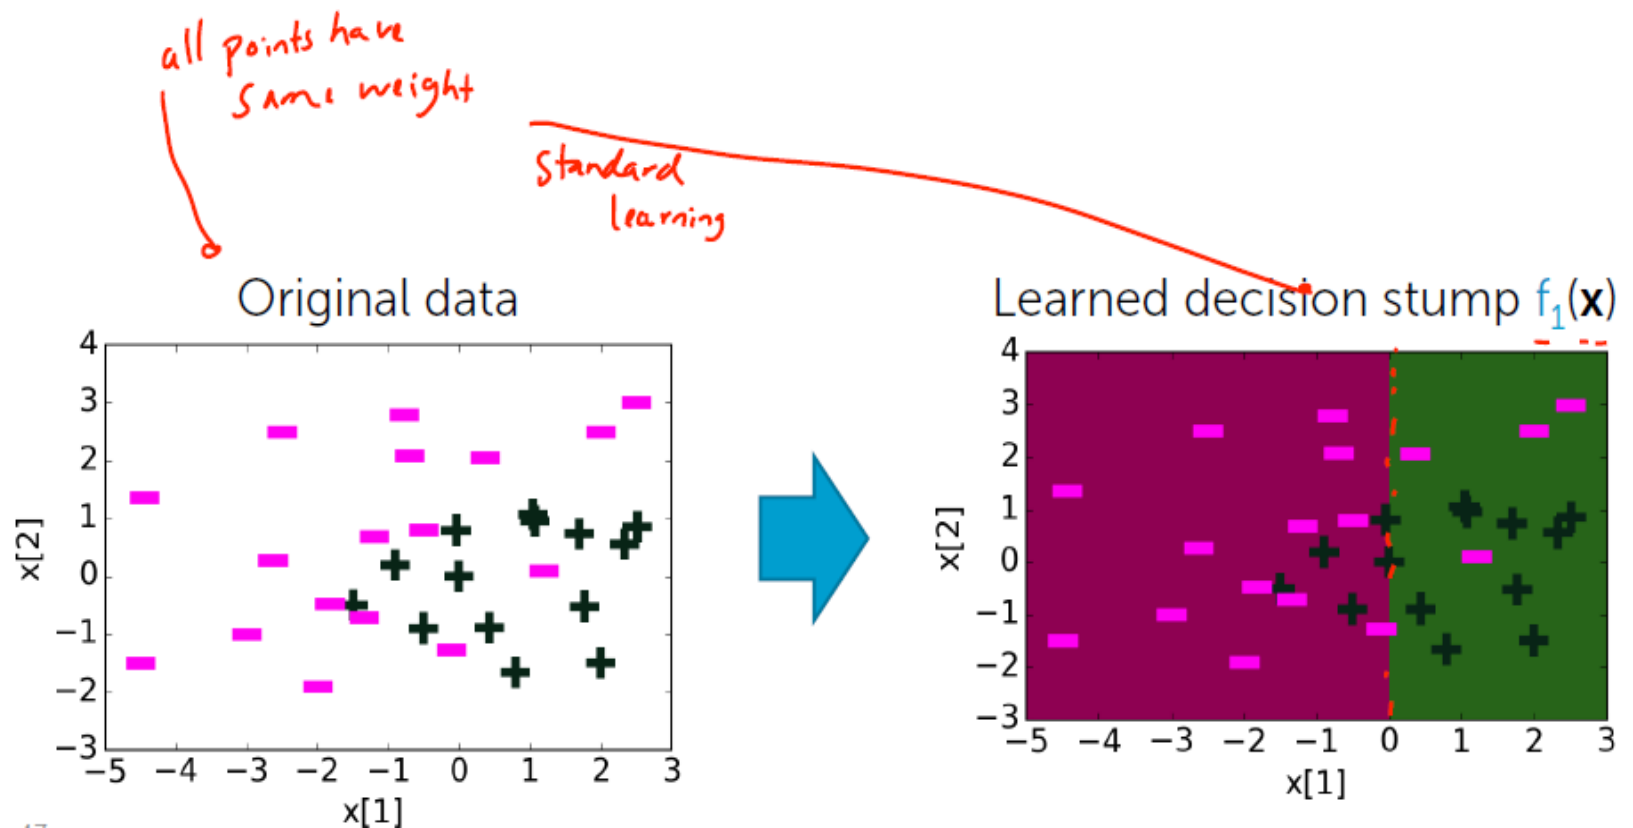 all points have
same weight
Standard
learning
Original data
Learned decision stump f1(x)
4
3
2
1
0
−1
−2
−3
−5 −4 −3 −2 −1 0 1 2 3
x[2]
x[1]
4
3
2
1
0
−1
−2
−3
−5 −4 −3 −2 −1 0 1 2 3
x[2]
x[1]